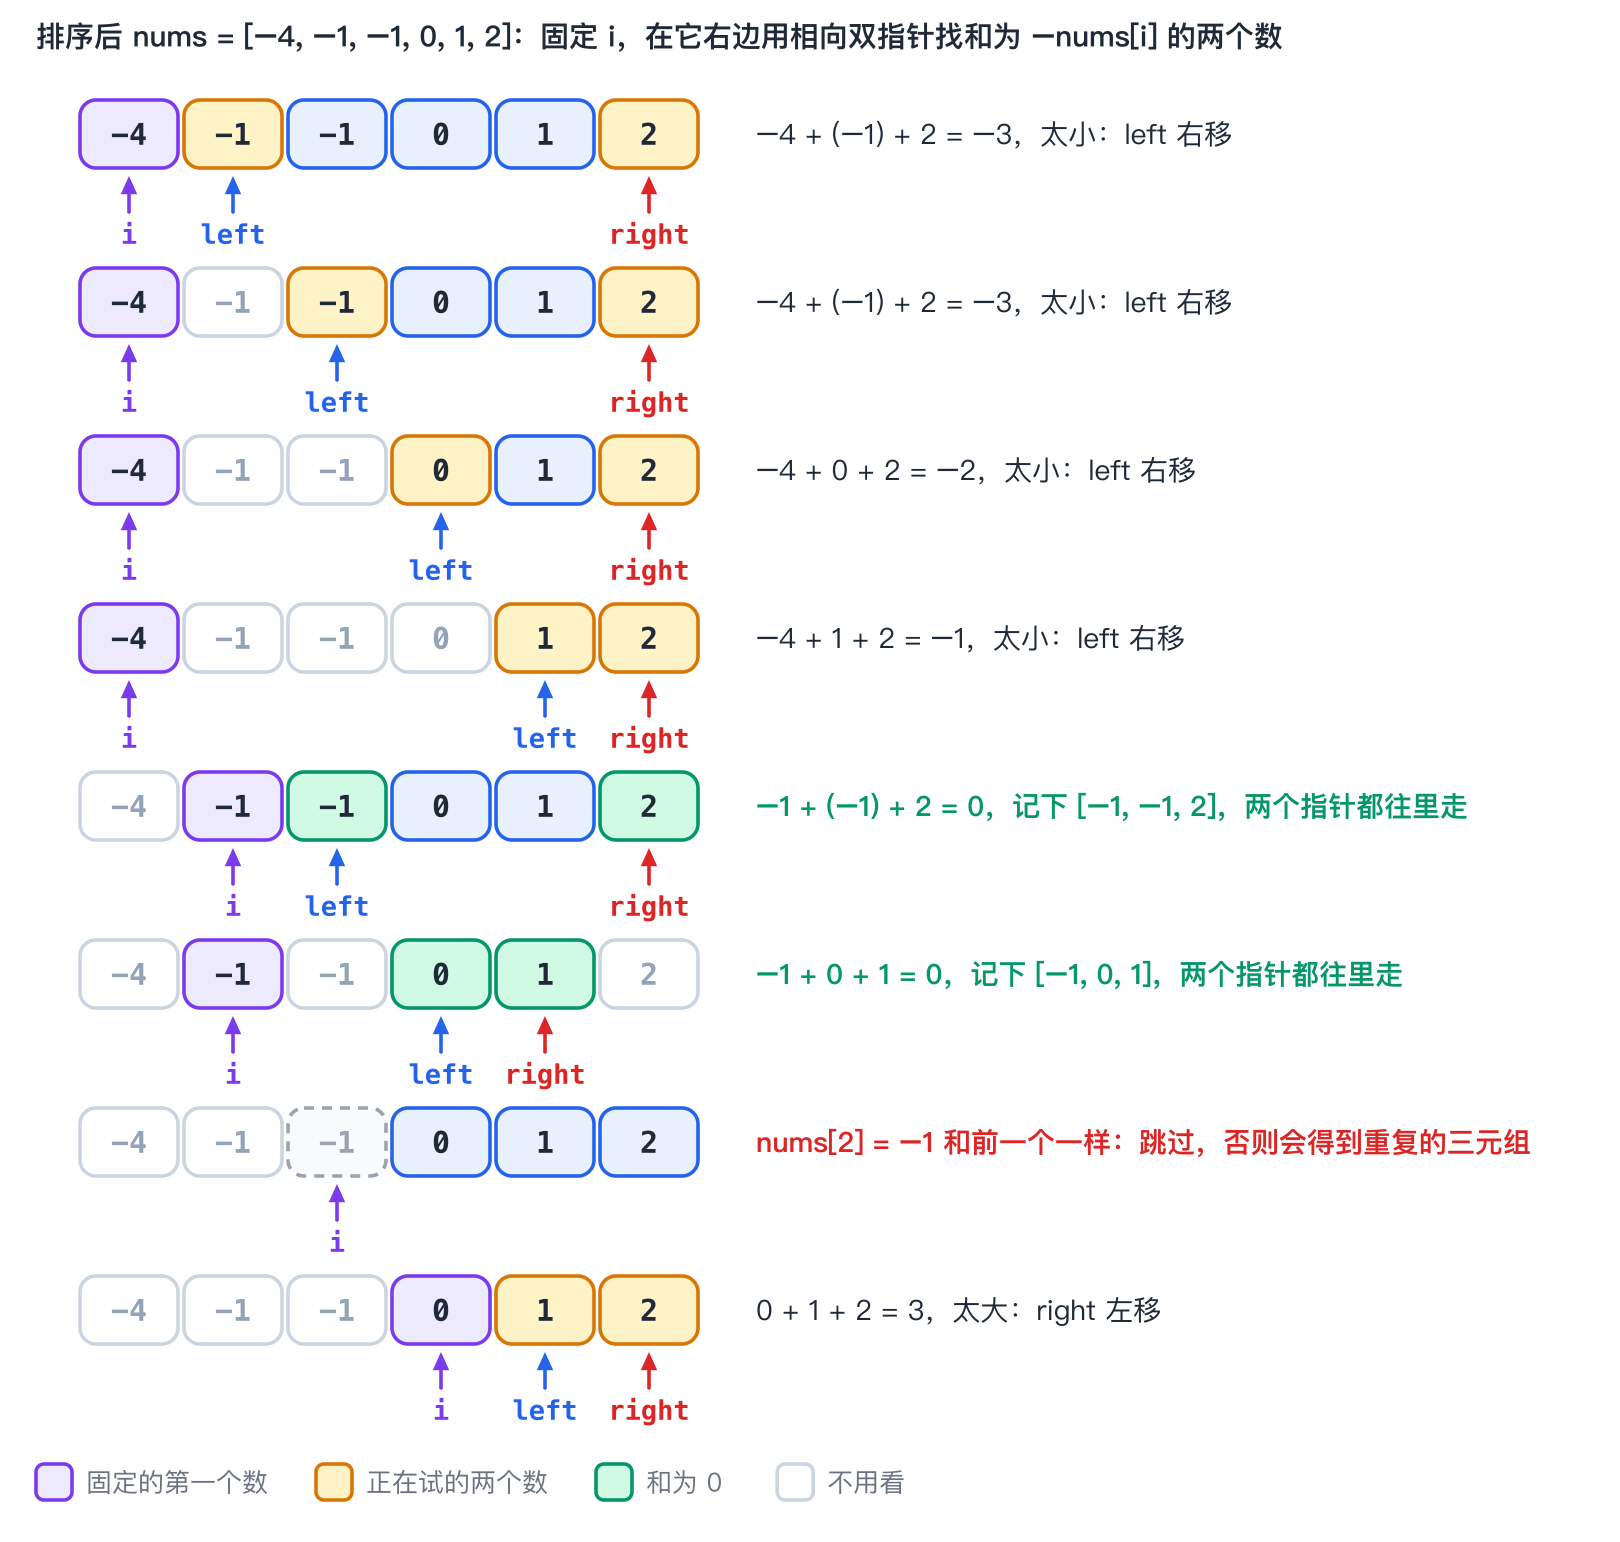 排序后 nums = [−4, −1, −1, 0, 1, 2]：固定 i，在它右边用相向双指针找和为 −nums[i] 的两个数
−4 −1 −1 0 1 2 −4 + (−1) + 2 = −3，太小：left 右移
i left right
−4 −1 −1 0 1 2 −4 + (−1) + 2 = −3，太小：left 右移
i left right
−4 −1 −1 0 1 2 −4 + 0 + 2 = −2，太小：left 右移
i left right
−4 −1 −1 0 1 2 −4 + 1 + 2 = −1，太小：left 右移
i left right
−4 −1 −1 0 1 2 −1 + (−1) + 2 = 0，记下 [−1, −1, 2]，两个指针都往里走
i left right
−4 −1 −1 0 1 2 −1 + 0 + 1 = 0，记下 [−1, 0, 1]，两个指针都往里走
i left right
−4 −1 −1 0 1 2 nums[2] = −1 和前一个一样：跳过，否则会得到重复的三元组
i
−4 −1 −1 0 1 2 0 + 1 + 2 = 3，太大：right 左移
i left right
固定的第一个数 正在试的两个数 和为 0 不用看